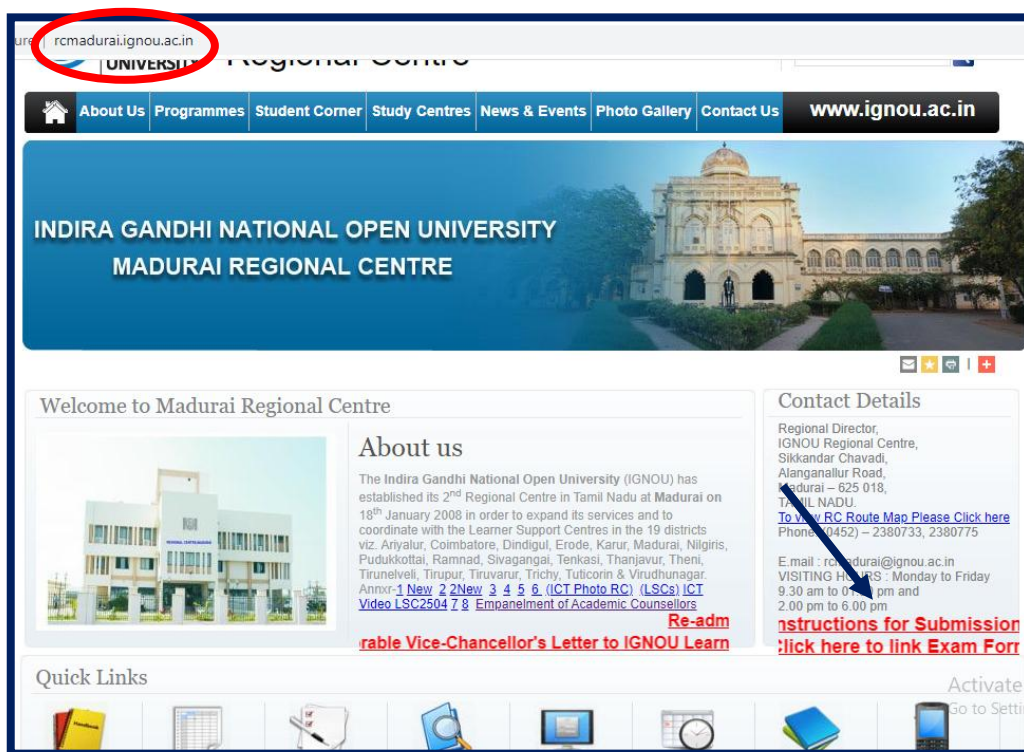 ure | rcmadurai.ignou.ac.in
UNIVERSITY Regional Centre
About Us Programmes Student Corner Study Centres News & Events Photo Gallery Contact Us www.ignou.ac.in
INDIRA GANDHI NATIONAL OPEN UNIVERSITY
MADURAI REGIONAL CENTRE
Welcome to Madurai Regional Centre
About us
The Indira Gandhi National Open University (IGNOU) has
established its 2nd Regional Centre in Tamil Nadu at Madurai on
18th January 2008 in order to expand its services and to
coordinate with the Learner Support Centres in the 19 districts
viz. Ariyalur, Coimbatore, Dindigul, Erode, Karur, Madurai, Nilgiris,
Pudukkottai, Ramnad, Sivagangai, Tenkasi, Thanjavur, Theni,
Tirunelveli, Tirupur, Tiruvarur, Trichy, Tuticorin & Virudhunagar.
Annxr-1 New 2 2New 3 4 5 6 (ICT Photo RC) (LSCs) ICT
Video LSC2504 7 8 Empanelment of Academic Counsellors
Re-adm
rable Vice-Chancellor's Letter to IGNOU Learn
Contact Details
Regional Director,
IGNOU Regional Centre,
Sikkandar Chavadi,
Alanganallur Road,
Madurai – 625 018,
TAMIL NADU.
To view RC Route Map Please Click here
Phone (0452) – 2380733, 2380775
E.mail : rcmadurai@ignou.ac.in
VISITING HOURS : Monday to Friday
9.30 am to pm and
2.00 pm to 6.00 pm
nstructions for Submission
lick here to link Exam Forr
Quick Links
Activate
Go to Setti